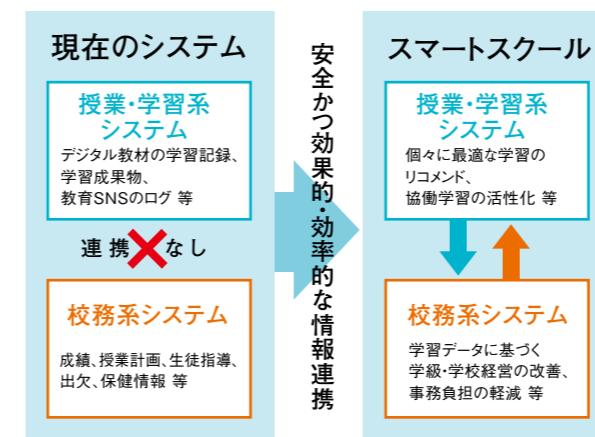 現在のシステム
授業・学習系
システム
デジタル教材の学習記録、
学習成果物、
教育SNSのログ 等
連携 なし
校務系システム
成績、授業計画、生徒指導、
出欠、保健情報 等
安全かつ効果的・効率的な情報連携
スマートスクール
授業・学習系
システム
個々に最適な学習の
リコメンド、
協働学習の活性化 等
校務系システム
学習データに基づく
学級・学校経営の改善、
事務負担の軽減 等